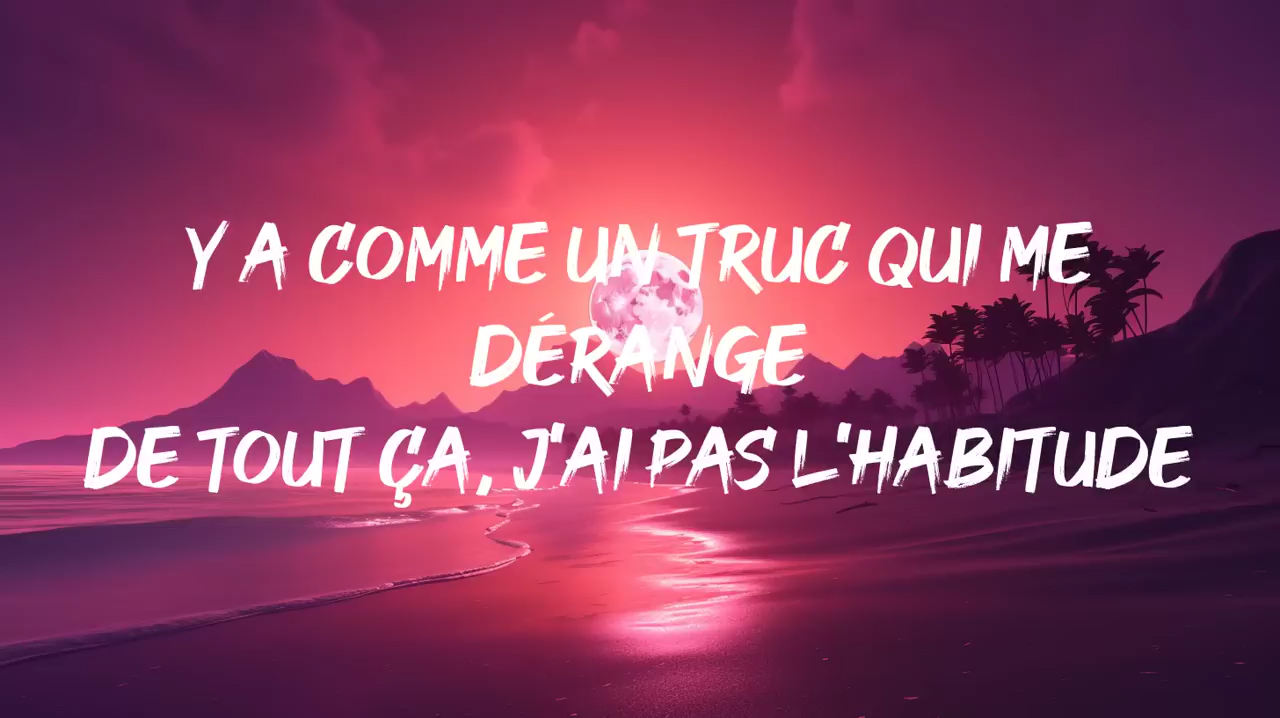 Y A COMME UN TRUC QUI ME
DÉRANGE
DE TOUT ÇA, J'AI PAS L'HABITUDE